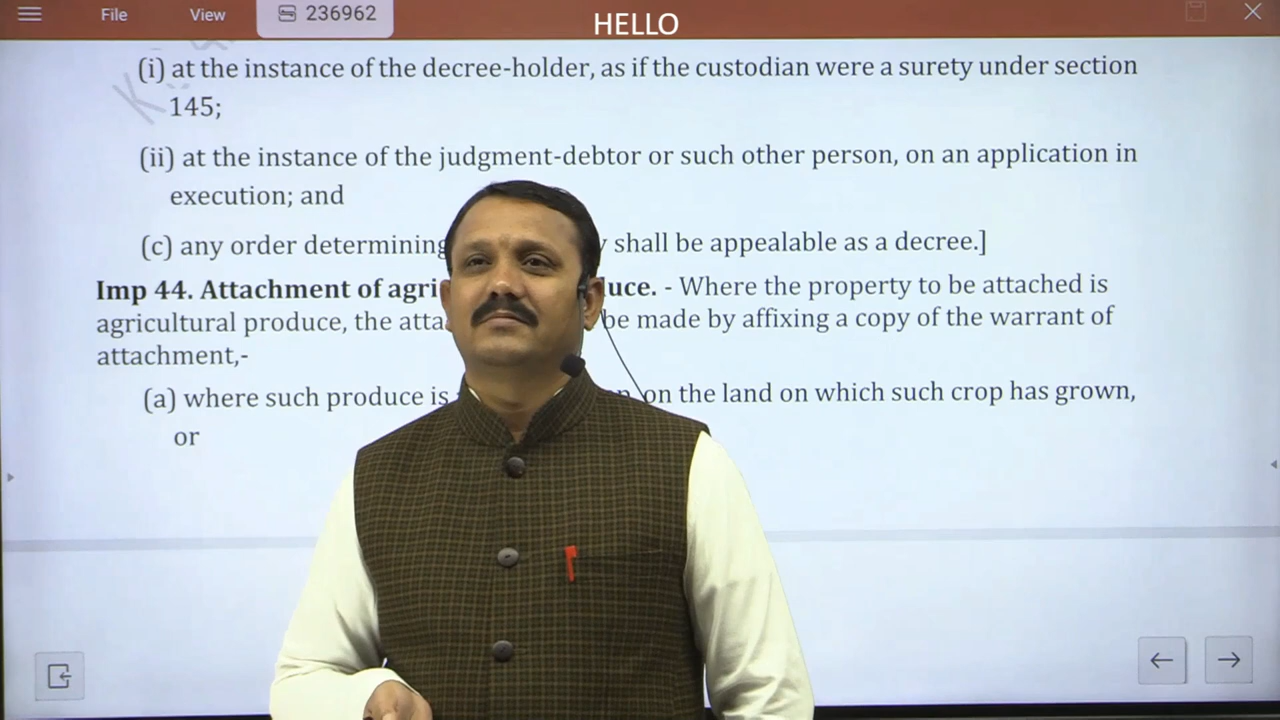 File View 236962 HELLO
(i) at the instance of the decree-holder, as if the custodian were a surety under section
145;
(ii) at the instance of the judgment-debtor or such other person, on an application in
execution; and
(c) any order determining shall be appealable as a decree.]
Imp 44. Attachment of agri uce. - Where the property to be attached is
agricultural produce, the atta be made by affixing a copy of the warrant of
attachment,-
(a) where such produce is on the land on which such crop has grown,
or